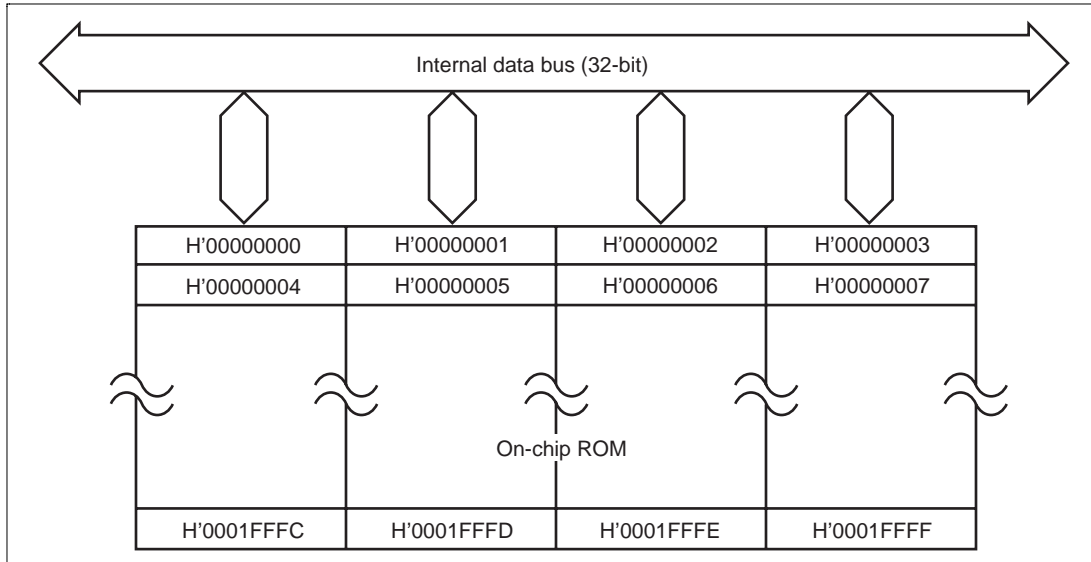 Internal data bus (32-bit)
H'00000000 H'00000001 H'00000002 H'00000003
H'00000004 H'00000005 H'00000006 H'00000007
On-chip ROM
H'0001FFFC H'0001FFFD H'0001FFFE H'0001FFFF